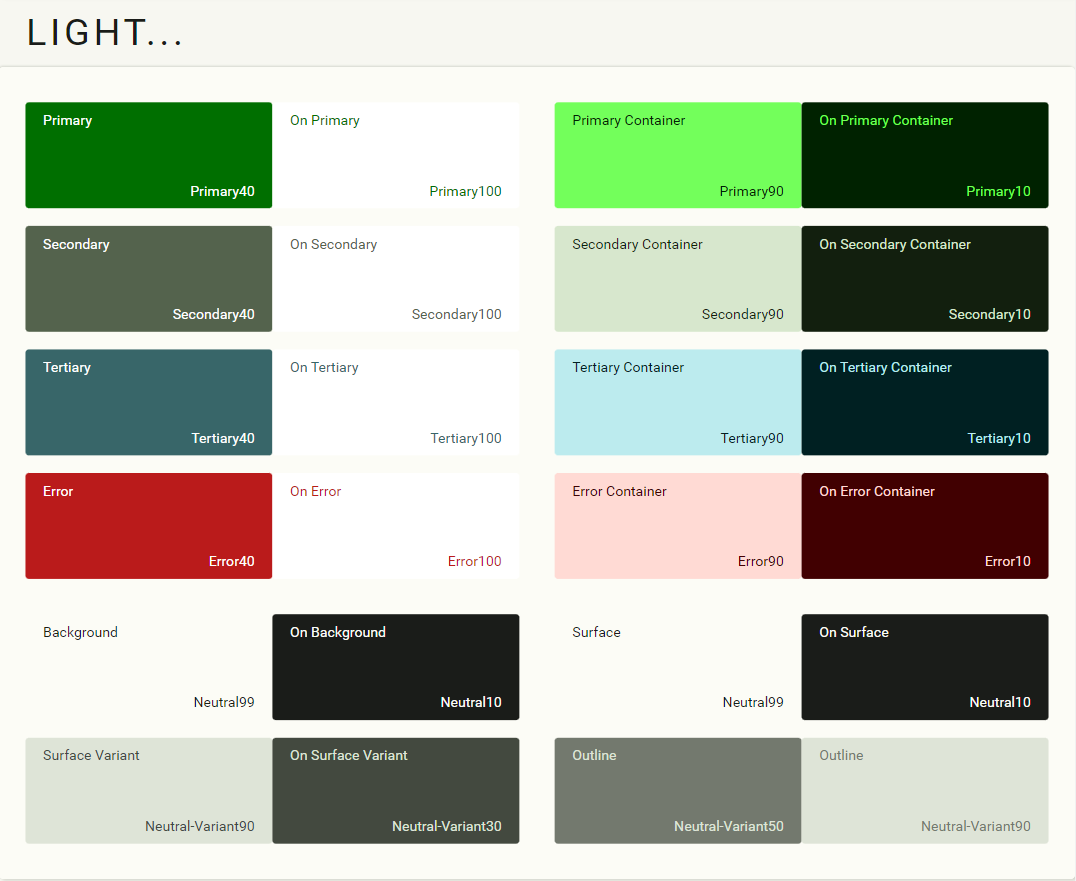 LIGHT...
Primary
Primary40
On Primary
Primary100
Primary Container
Primary90
On Primary Container
Primary10
Secondary
Secondary40
On Secondary
Secondary100
Secondary Container
Secondary90
On Secondary Container
Secondary10
Tertiary
Tertiary40
On Tertiary
Tertiary100
Tertiary Container
Tertiary90
On Tertiary Container
Tertiary10
Error
Error40
On Error
Error100
Error Container
Error90
On Error Container
Error10
Background
Neutral99
On Background
Neutral10
Surface
Neutral99
On Surface
Neutral10
Surface Variant
Neutral-Variant90
On Surface Variant
Neutral-Variant30
Outline
Neutral-Variant50
Outline
Neutral-Variant90